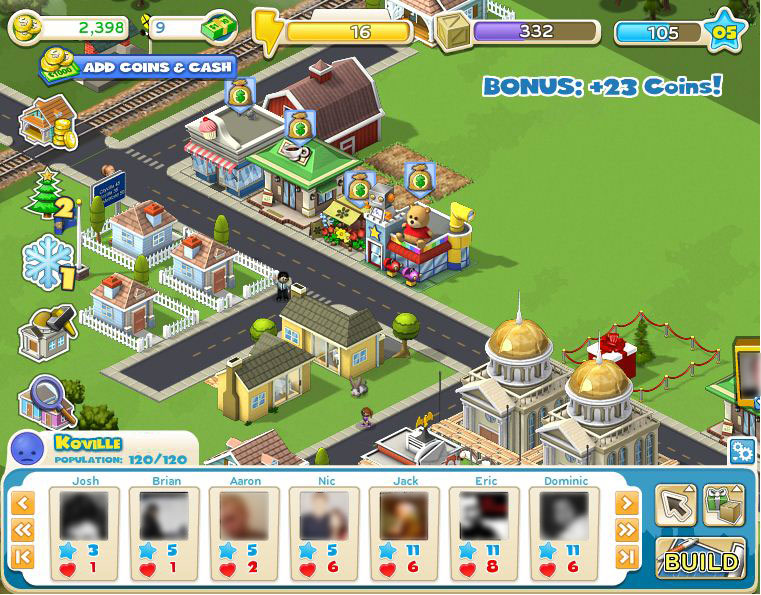 2,398
9
16
332
105
05
€1000
ADD COINS & CASH
BONUS: +23 Coins!
2
1
KOVILLE
POPULATION: 120/120
Josh
Brian
Aaron
Nic
Jack
Eric
Dominic
3
5
5
5
11
11
11
1
1
2
6
6
8
6
BUILD